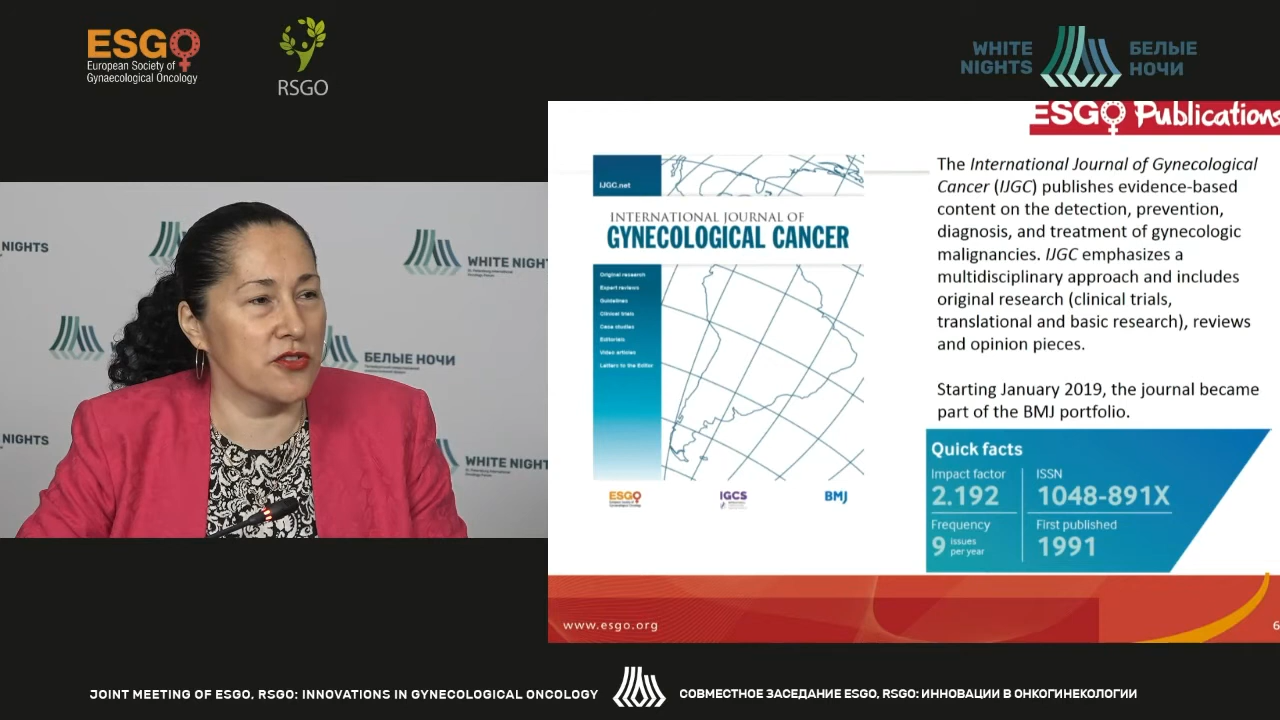 ESGO
European Society of
Gynaecological Oncology
RSGO
WHITE
NIGHTS
БЕЛЫЕ
НОЧИ
NIGHTS
WHITE NIGHT
БЕЛЫЕ НОЧИ
NIGHTS
WHITE NIGHT
ESGO Publications
IJGC.net
INTERNATIONAL JOURNAL OF
GYNECOLOGICAL CANCER
Original research
Expert reviews
Guidelines
Clinical trials
Case studies
Editorials
Video articles
Letters to the Editor
ESGO
IGCS
BMJ
The International Journal of Gynecological
Cancer (IJGC) publishes evidence-based
content on the detection, prevention,
diagnosis, and treatment of gynecologic
malignancies. IJGC emphasizes a
multidisciplinary approach and includes
original research (clinical trials,
translational and basic research), reviews
and opinion pieces.
Starting January 2019, the journal became
part of the BMJ portfolio.
Quick facts
Impact factor
2.192
ISSN
1048-891X
Frequency
9 issues
per year
First published
1991
www.esgo.org
6
JOINT MEETING OF ESGO, RSGO: INNOVATIONS IN GYNECOLOGICAL ONCOLOGY
СОВМЕСТНОЕ ЗАСЕДАНИЕ ESGO, RSGO: ИННОВАЦИИ В ОНКОГИНЕКОЛОГИИ